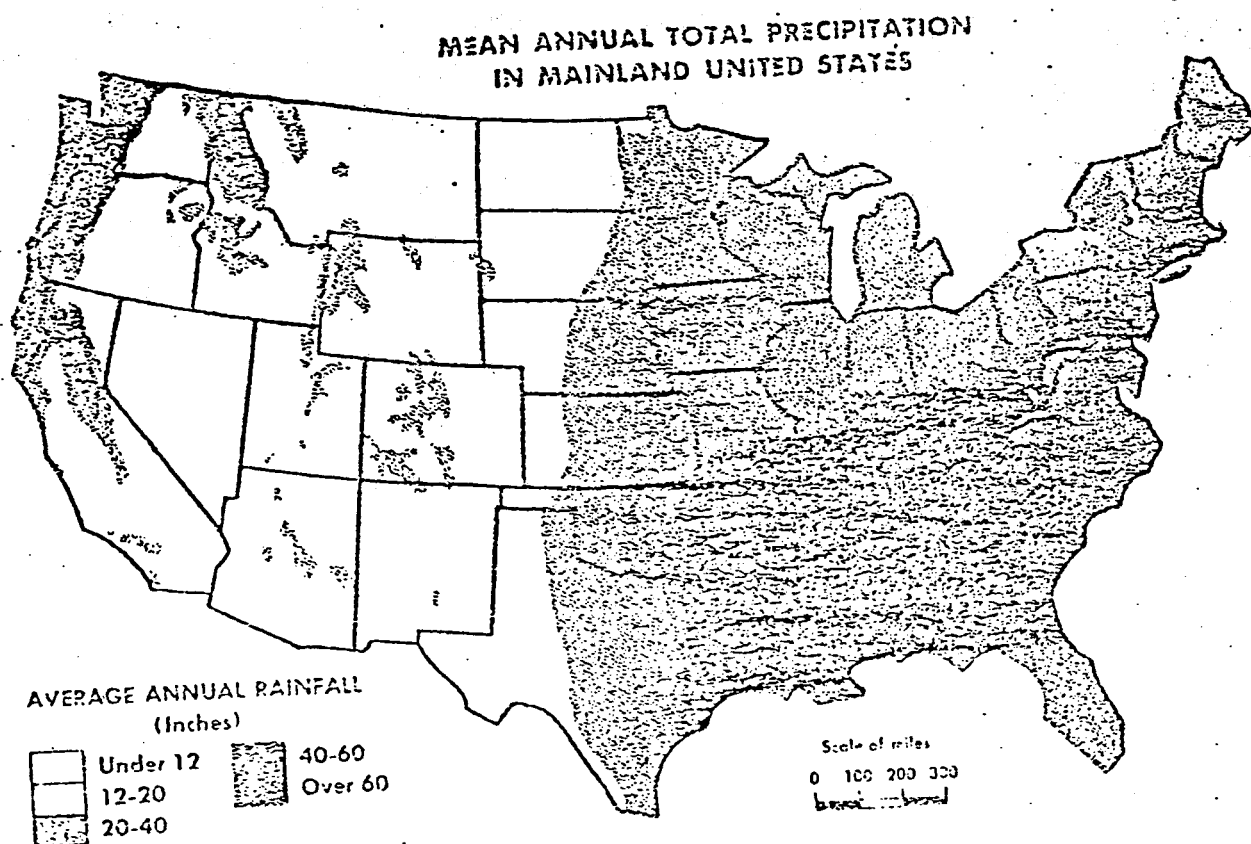 MEAN ANNUAL TOTAL PRECIPITATION
IN MAINLAND UNITED STATES
AVERAGE ANNUAL RAINFALL
(Inches)
Under 12
12-20
20-40
40-60
Over 60
Scale of miles
0 100 200 300